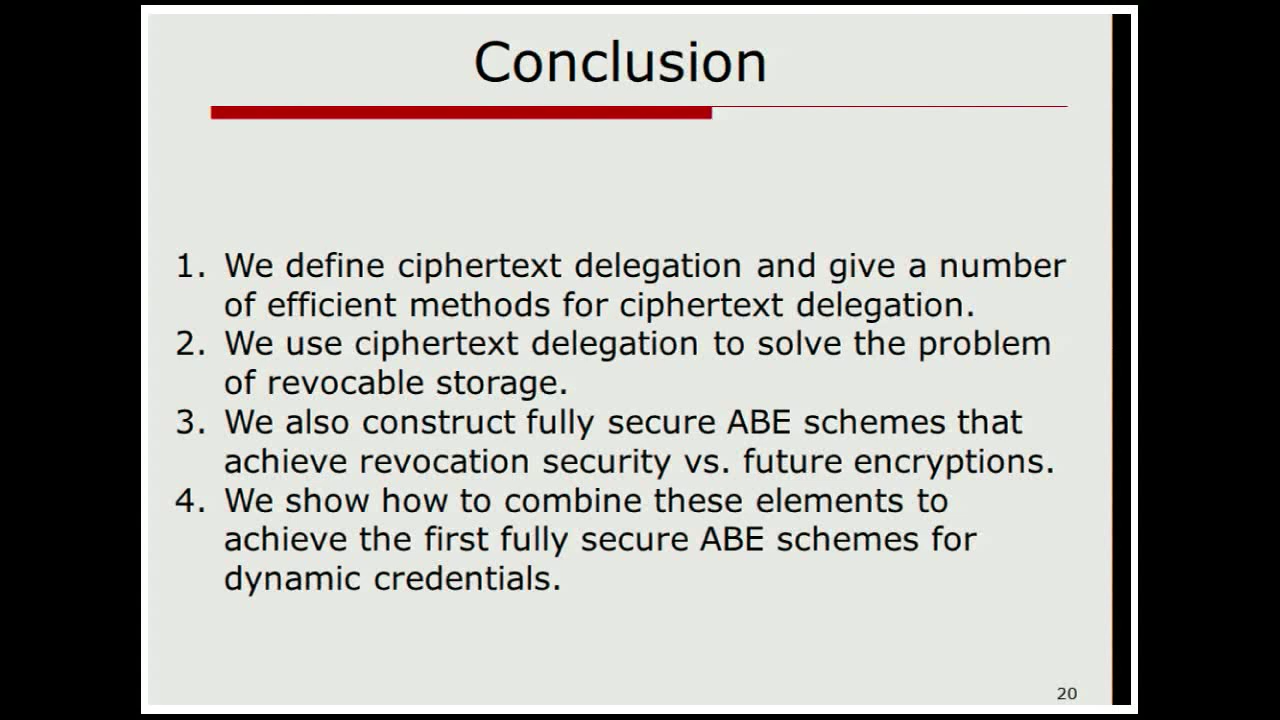 Conclusion
1. We define ciphertext delegation and give a number
of efficient methods for ciphertext delegation.
2. We use ciphertext delegation to solve the problem
of revocable storage.
3. We also construct fully secure ABE schemes that
achieve revocation security vs. future encryptions.
4. We show how to combine these elements to
achieve the first fully secure ABE schemes for
dynamic credentials.
20